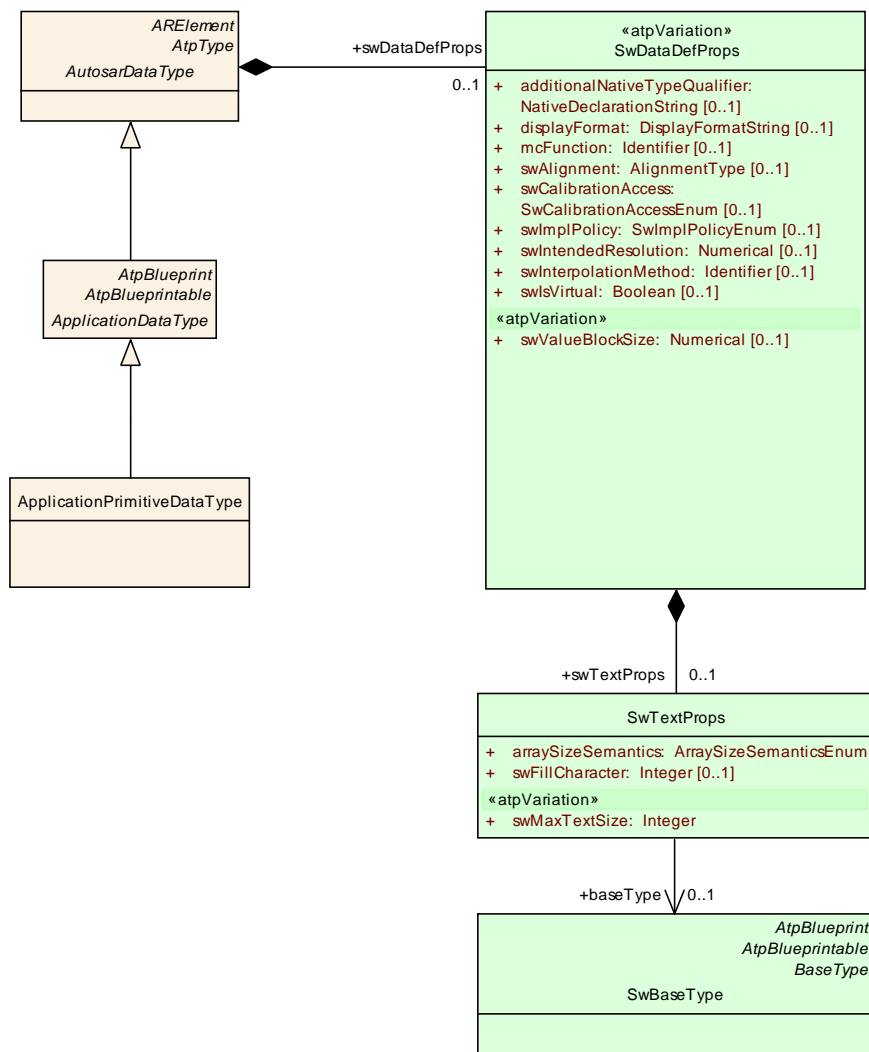 ARElement
AtpType
AutosarDataType
+swDataDefProps
0..1
«atpVariation»
SwDataDefProps
+ additionalNativeTypeQualifier:
NativeDeclarationString [0..1]
+ displayFormat: DisplayFormatString [0..1]
+ mcFunction: Identifier [0..1]
+ swAlignment: AlignmentType [0..1]
+ swCalibrationAccess:
SwCalibrationAccessEnum [0..1]
+ swImplPolicy: SwImplPolicyEnum [0..1]
+ swIntendedResolution: Numerical [0..1]
+ swInterpolationMethod: Identifier [0..1]
+ swIsVirtual: Boolean [0..1]
«atpVariation»
+ swValueBlockSize: Numerical [0..1]
AtpBlueprint
AtpBlueprintable
ApplicationDataType
ApplicationPrimitiveDataType
+swTextProps 0..1
SwTextProps
+ arraySizeSemantics: ArraySizeSemanticsEnum
+ swFillCharacter: Integer [0..1]
«atpVariation»
+ swMaxTextSize: Integer
+baseType 0..1
AtpBlueprint
AtpBlueprintable
BaseType
SwBaseType